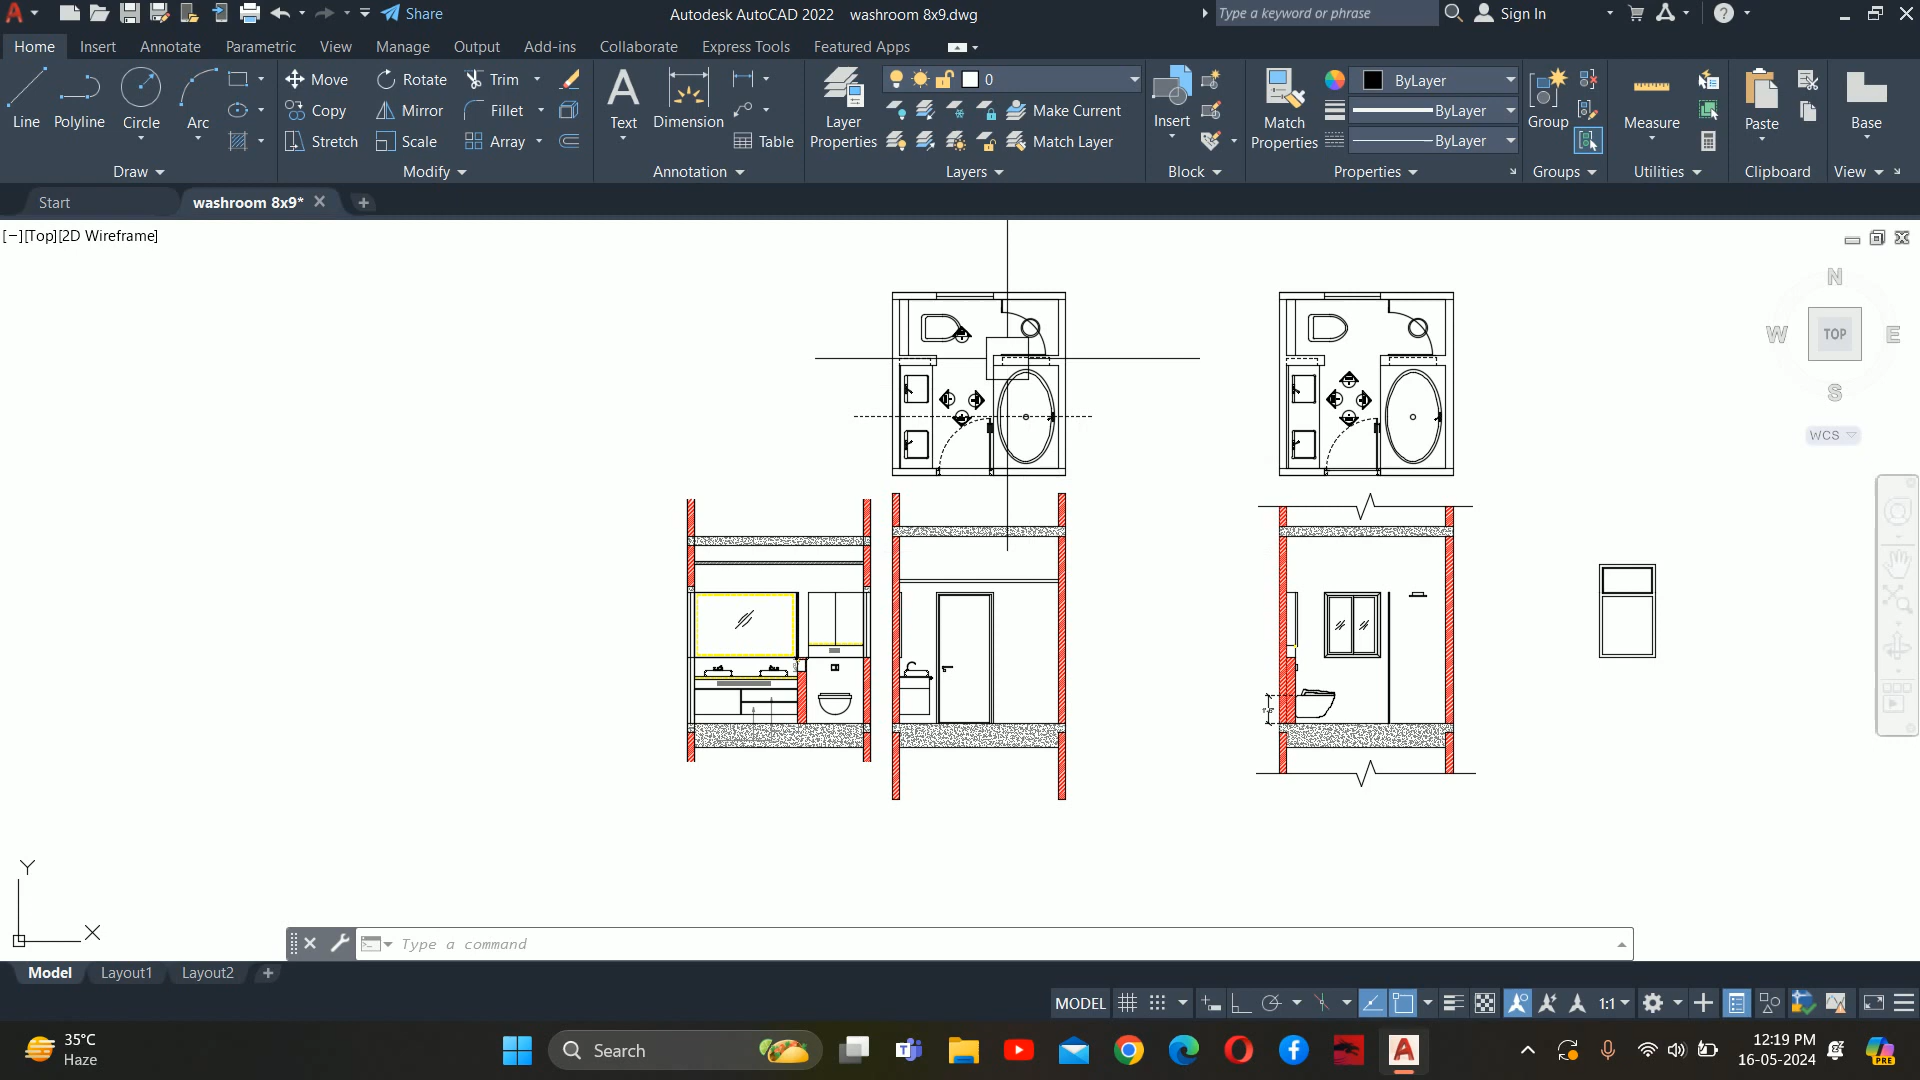 Share
Autodesk AutoCAD 2022 washroom 8x9.dwg
Type a keyword or phrase
Sign In
Home Insert Annotate Parametric View Manage Output Add-ins Collaborate Express Tools Featured Apps
Line Polyline Circle Arc
Move Rotate Trim
Copy Mirror Fillet
Stretch Scale Array
Text Dimension Table
Layer Properties
0
Make Current
Match Layer
Insert
Match Properties
ByLayer
ByLayer
ByLayer
Group
Measure
Paste
Base
Draw Modify Annotation Layers Block Properties Groups Utilities Clipboard View
Start washroom 8x9*
[−][Top][2D Wireframe]
N
W TOP E
S
WCS
Y
X
Type a command
Model Layout1 Layout2
MODEL 1:1
35°C
Haze
Search
12:19 PM
16-05-2024
PRE